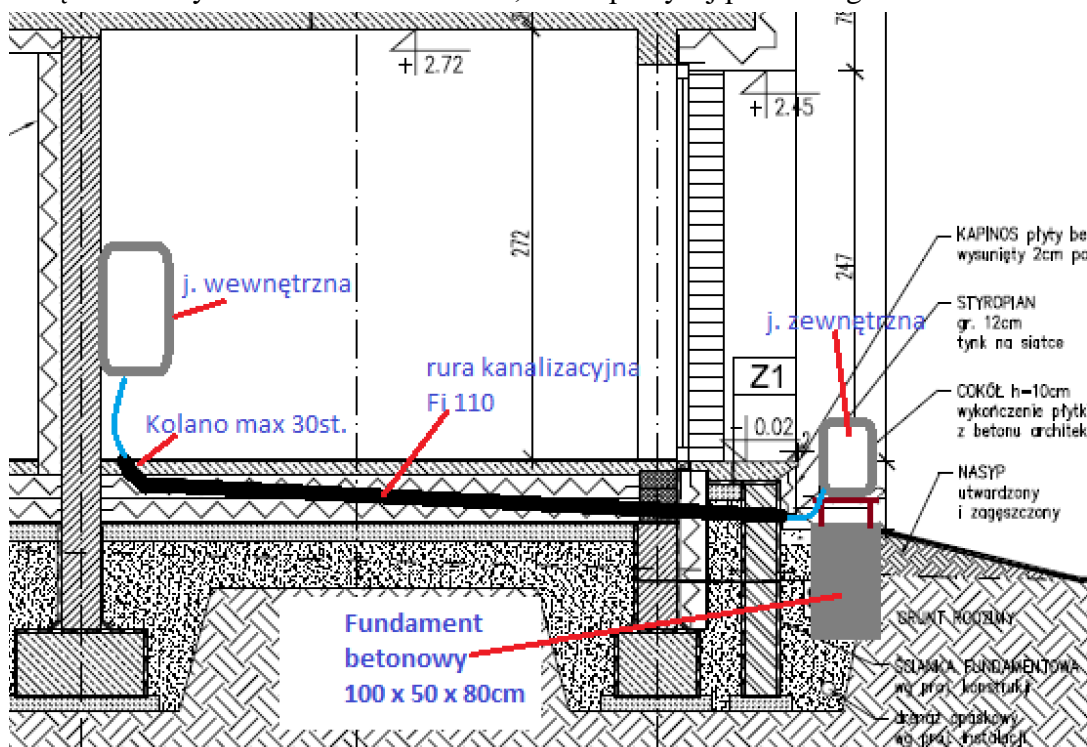 + 2.72
+ 2.45
272
247
j. wewnętrzna
j. zewnętrzna
rura kanalizacyjna
Fi 110
Kolano max 30st.
Z1
- 0.02
KAPINOS płyty be
wysunięty 2cm po
STYROPIAN
gr. 12cm
tynk na siatce
COKÓŁ h=10cm
wykończenie płytk
z betonu architek
NASYP
utwardzony
i zagęszczony
Fundament
betonowy
100 x 50 x 80cm
GRUNT RODZIMY
ŚCIANKA FUNDAMENTOWA
wg proj. konstukji
drenaż opaskowy
wg proj. instalacji